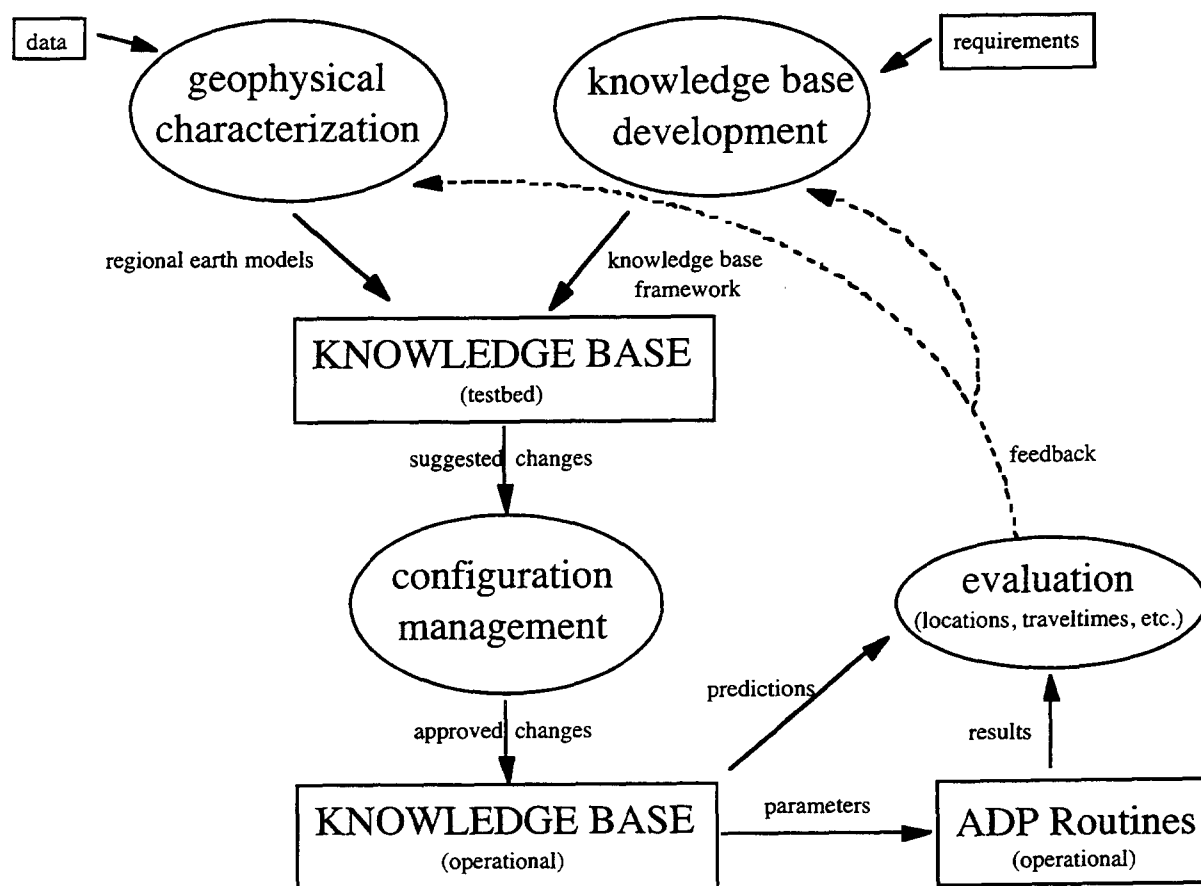 data
requirements
geophysical
characterization
knowledge base
development
regional earth models
knowledge base
framework
KNOWLEDGE BASE
(testbed)
suggested changes
feedback
configuration
management
evaluation
(locations, traveltimes, etc.)
predictions
approved changes
results
KNOWLEDGE BASE
(operational)
parameters
ADP Routines
(operational)